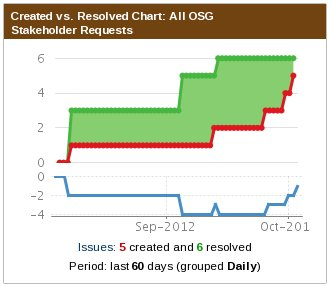 Created vs. Resolved Chart: All OSG
Stakeholder Requests
6
4
2
0
0
-2
-4
Sep-2012
Oct-201
Issues: 5 created and 6 resolved
Period: last 60 days (grouped Daily)